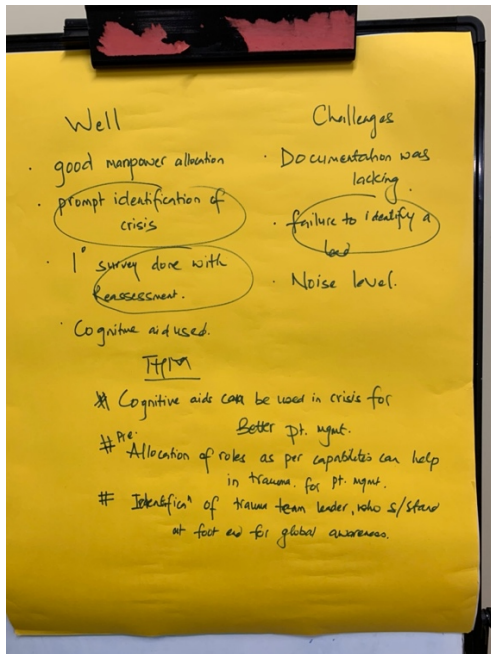 Well
· good manpower allocation
· prompt identification of
crisis
· 1° survey done with
Reassessment.
· Cognitive aid used.
Challenges
· Documentation was
lacking.
· failure to identify a
lead
· Noise level.
THM
# Cognitive aids can be used in crisis for
Better pt. mgmt.
# Pre. Allocation of roles as per capabilities can help
in trauma. for pt. mgmt.
# Identificⁿ of trauma team leader, who s/stand
at foot end for global awareness.